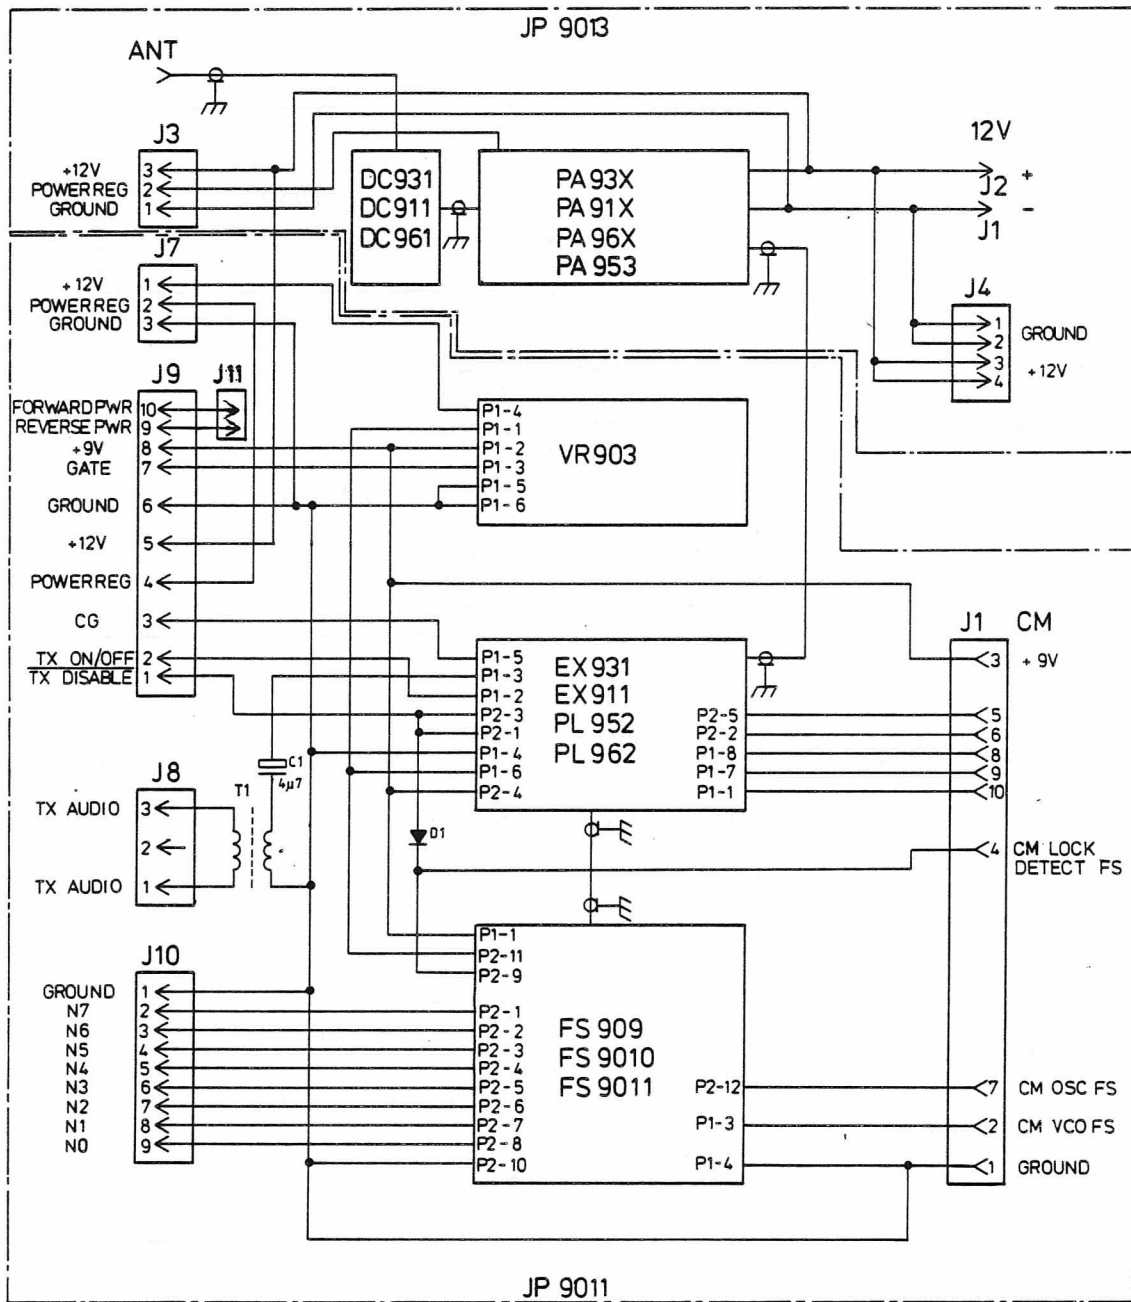 JP 9013
ANT
J3
+12V 3
POWER REG 2
GROUND 1
DC931
DC911
DC961
PA93X
PA91X
PA96X
PA953
12V
+
J2
-
J1
J7
+12V 1
POWER REG 2
GROUND 3
J4
1
2
3
4
GROUND
+12V
J9
J11
FORWARD PWR 10
REVERSE PWR 9
+9V 8
GATE 7
GROUND 6
+12V 5
POWER REG 4
CG 3
TX ON/OFF 2
TX DISABLE 1
P1-4
P1-1
P1-2
P1-3
P1-5
P1-6
VR903
P1-5
P1-3
P1-2
P2-3
P2-1
P1-4
P1-6
P2-4
EX931
EX911
PL952
PL962
P2-5
P2-2
P1-8
P1-7
P1-1
J1 CM
3 +9V
5
6
8
9
10
4 CM LOCK
DETECT FS
7 CM OSC FS
2 CM VCO FS
1 GROUND
C1
4µ7
T1
D1
J8
TX AUDIO 3
2
TX AUDIO 1
J10
GROUND 1
N7 2
N6 3
N5 4
N4 5
N3 6
N2 7
N1 8
N0 9
P1-1
P2-11
P2-9
P2-1
P2-2
P2-3
P2-4
P2-5
P2-6
P2-7
P2-8
P2-10
FS909
FS9010
FS9011
P2-12
P1-3
P1-4
JP 9011